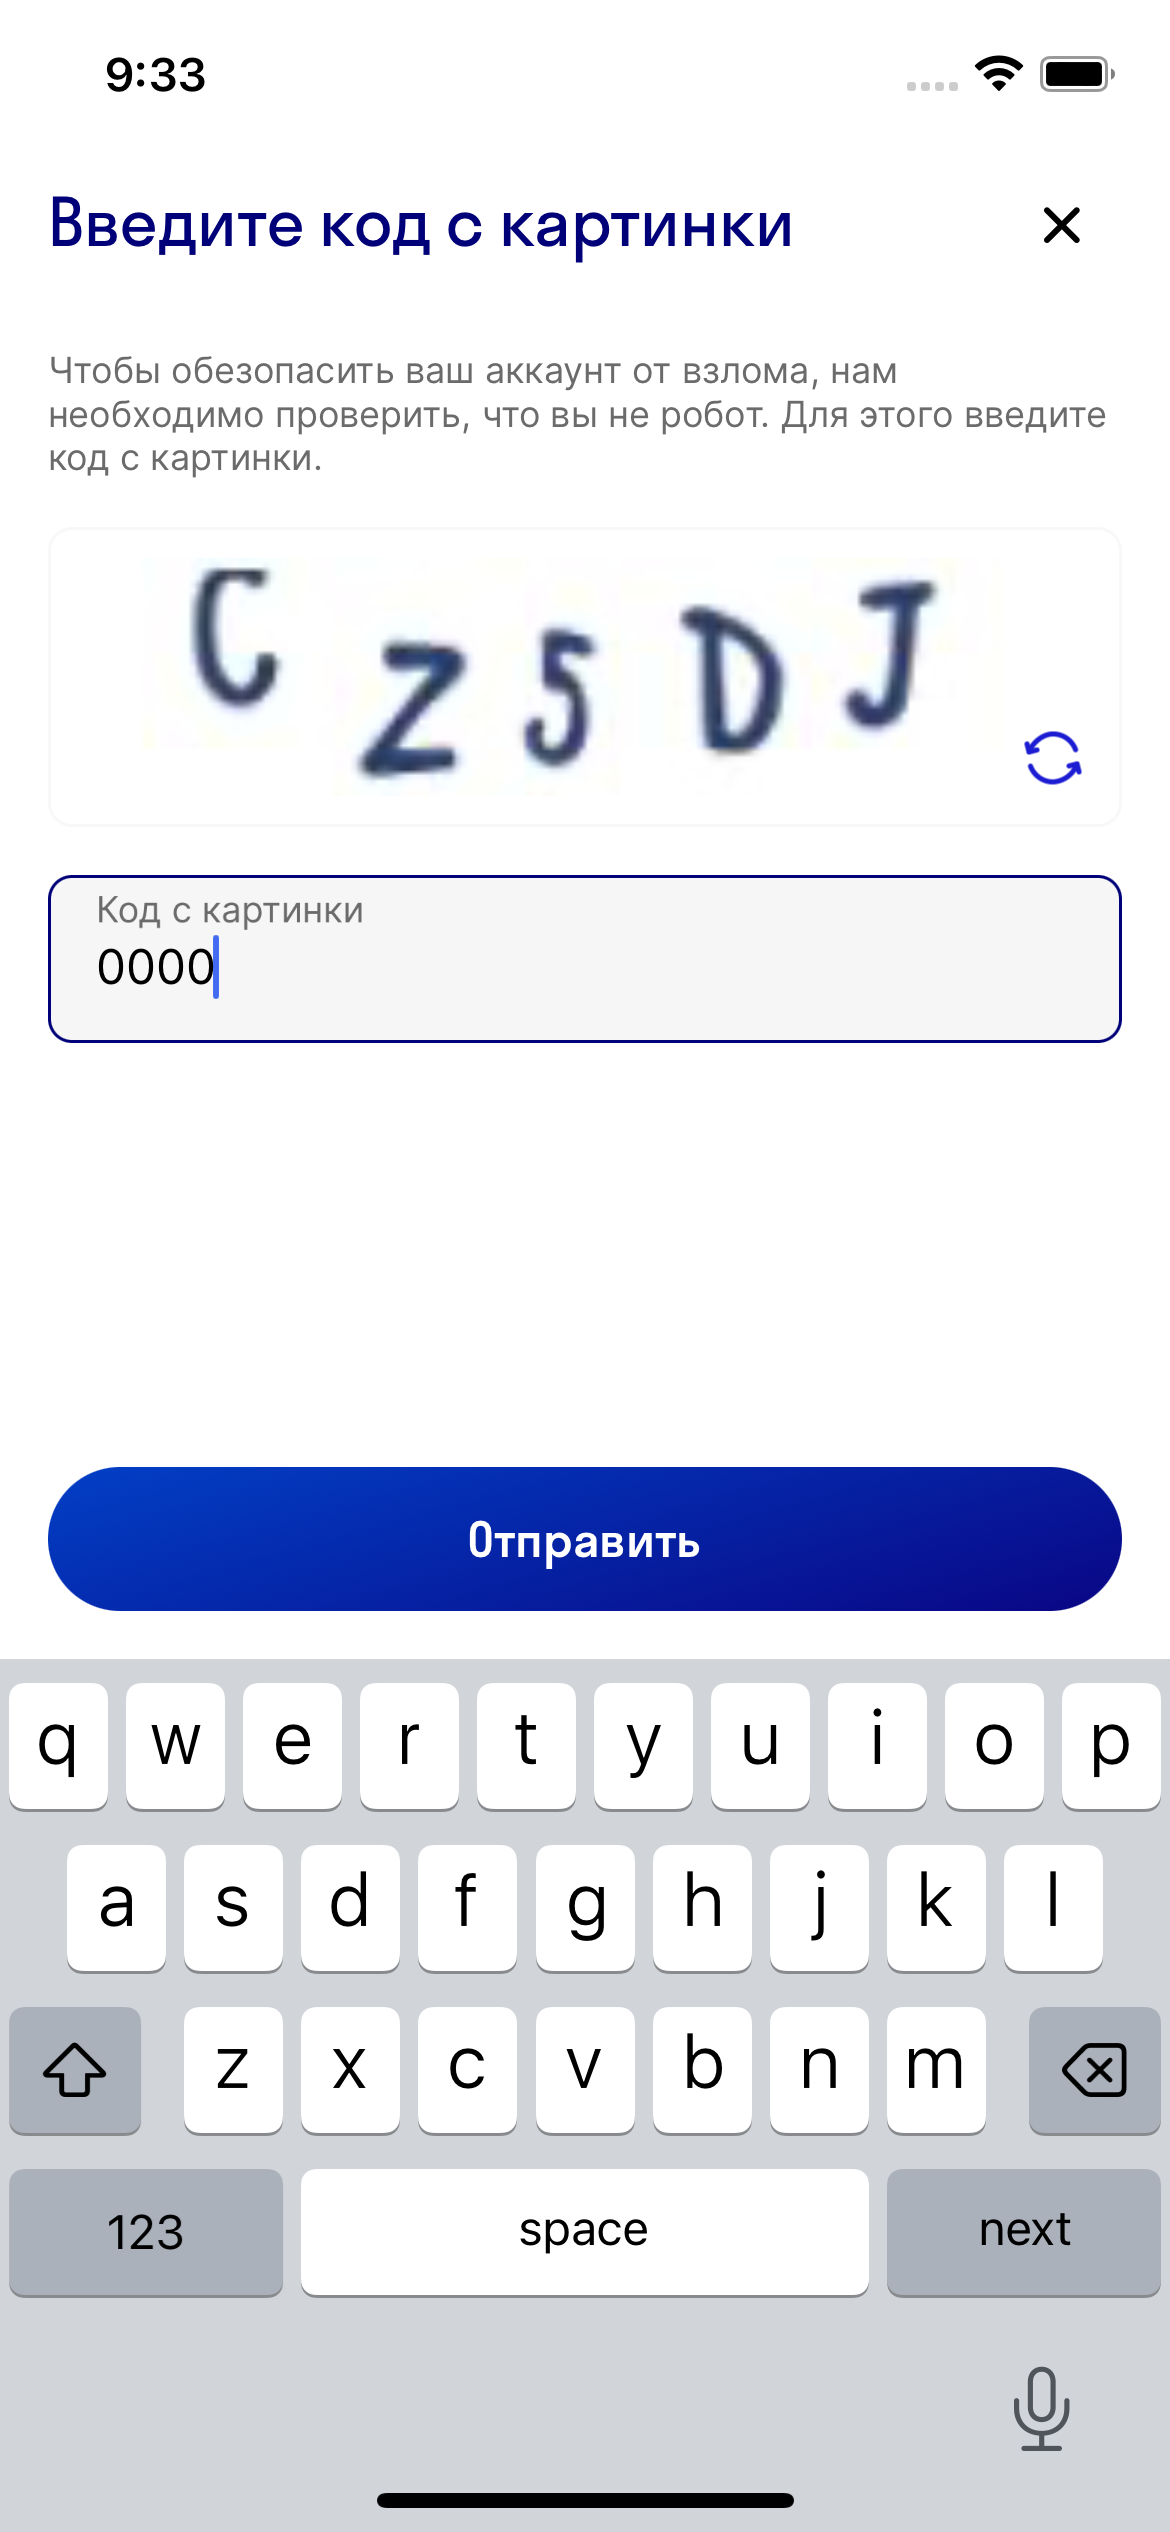 9:33
Введите код с картинки
Чтобы обезопасить ваш аккаунт от взлома, нам
необходимо проверить, что вы не робот. Для этого введите
код с картинки.
Код с картинки
0000
Отправить
q w e r t y u i o p
a s d f g h j k l
z x c v b n m
123 space next